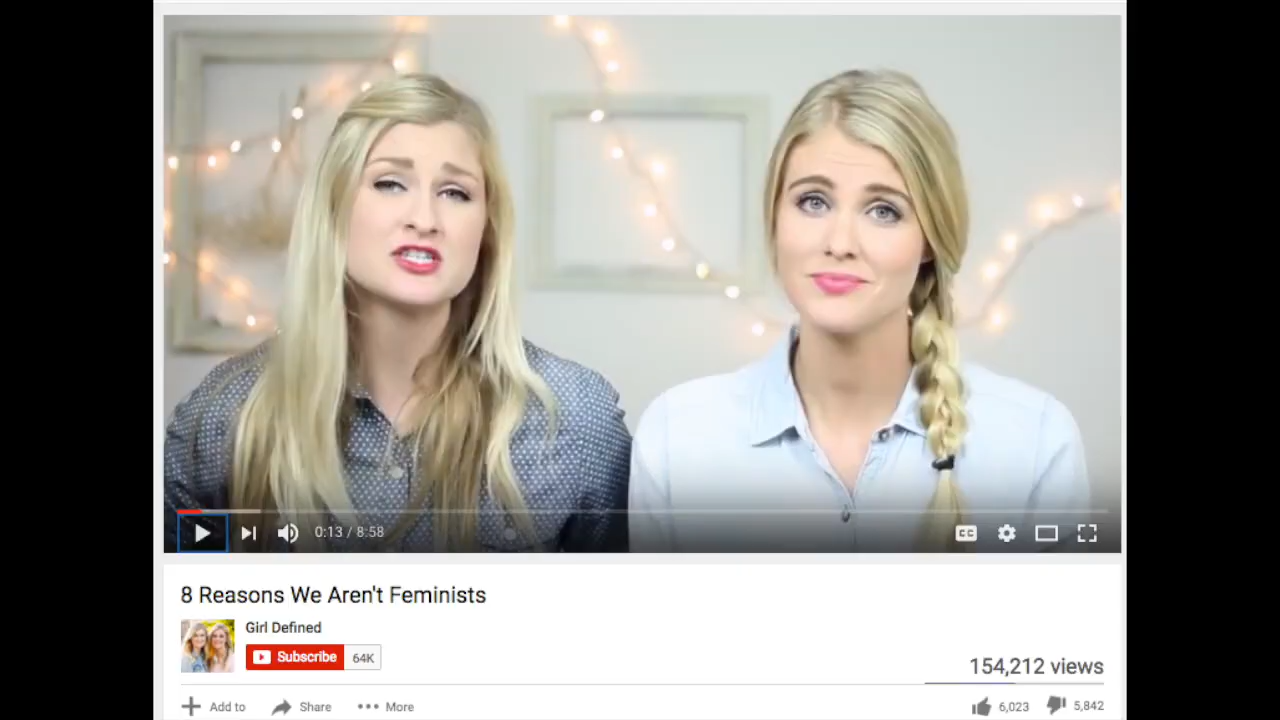 0:13 / 8:58
CC
8 Reasons We Aren't Feminists
Girl Defined
Subscribe 64K
154,212 views
Add to Share More 6,023 5,842